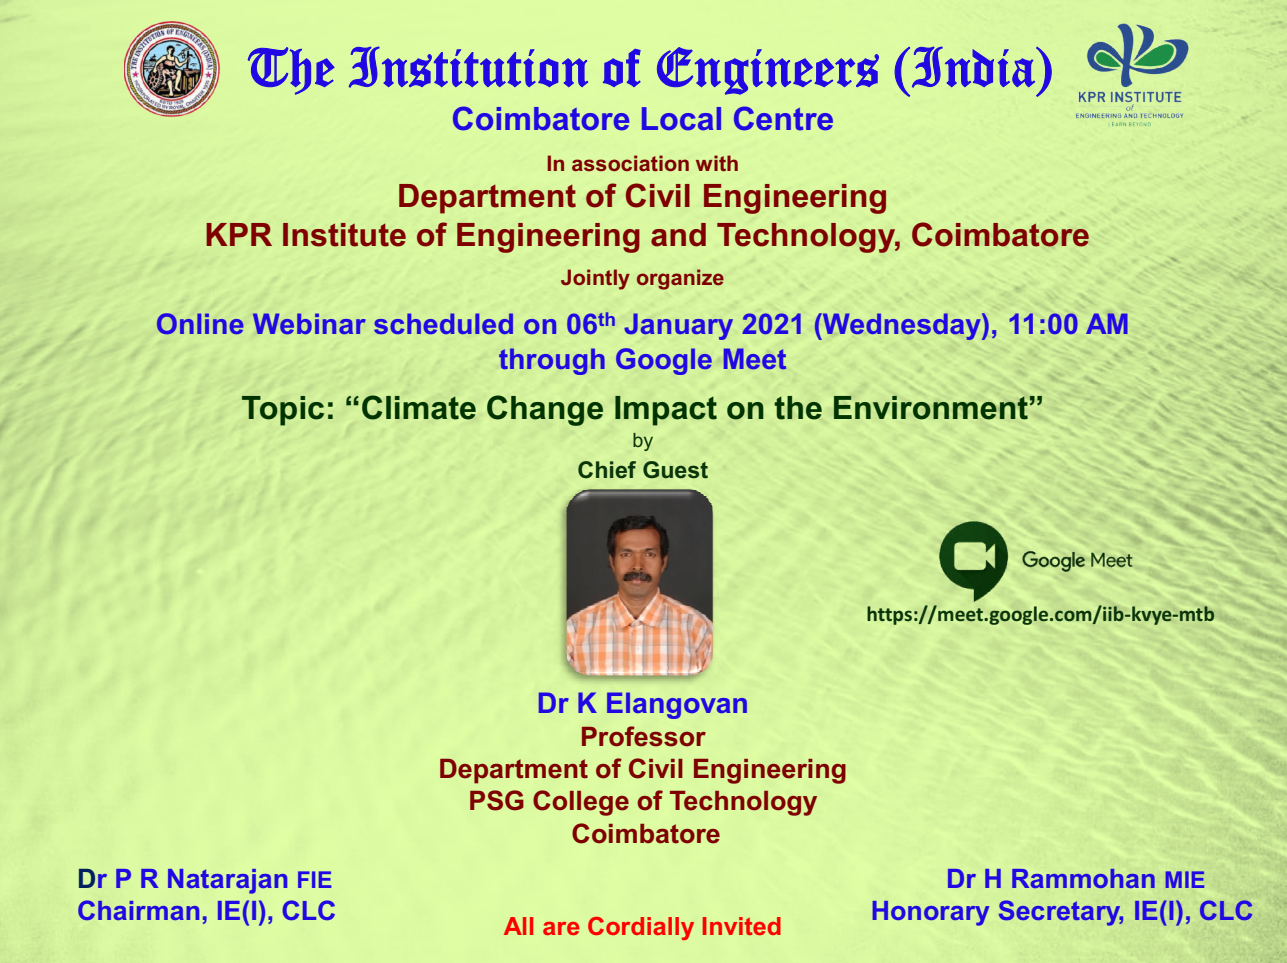 The Institution of Engineers (India)
Coimbatore Local Centre
KPR INSTITUTE
of
ENGINEERING AND TECHNOLOGY
LEARN BEYOND
In association with
Department of Civil Engineering
KPR Institute of Engineering and Technology, Coimbatore
Jointly organize
Online Webinar scheduled on 06th January 2021 (Wednesday), 11:00 AM
through Google Meet
Topic: “Climate Change Impact on the Environment”
by
Chief Guest
Google Meet
https://meet.google.com/iib-kvye-mtb
Dr K Elangovan
Professor
Department of Civil Engineering
PSG College of Technology
Coimbatore
Dr P R Natarajan FIE
Chairman, IE(I), CLC
Dr H Rammohan MIE
Honorary Secretary, IE(I), CLC
All are Cordially Invited